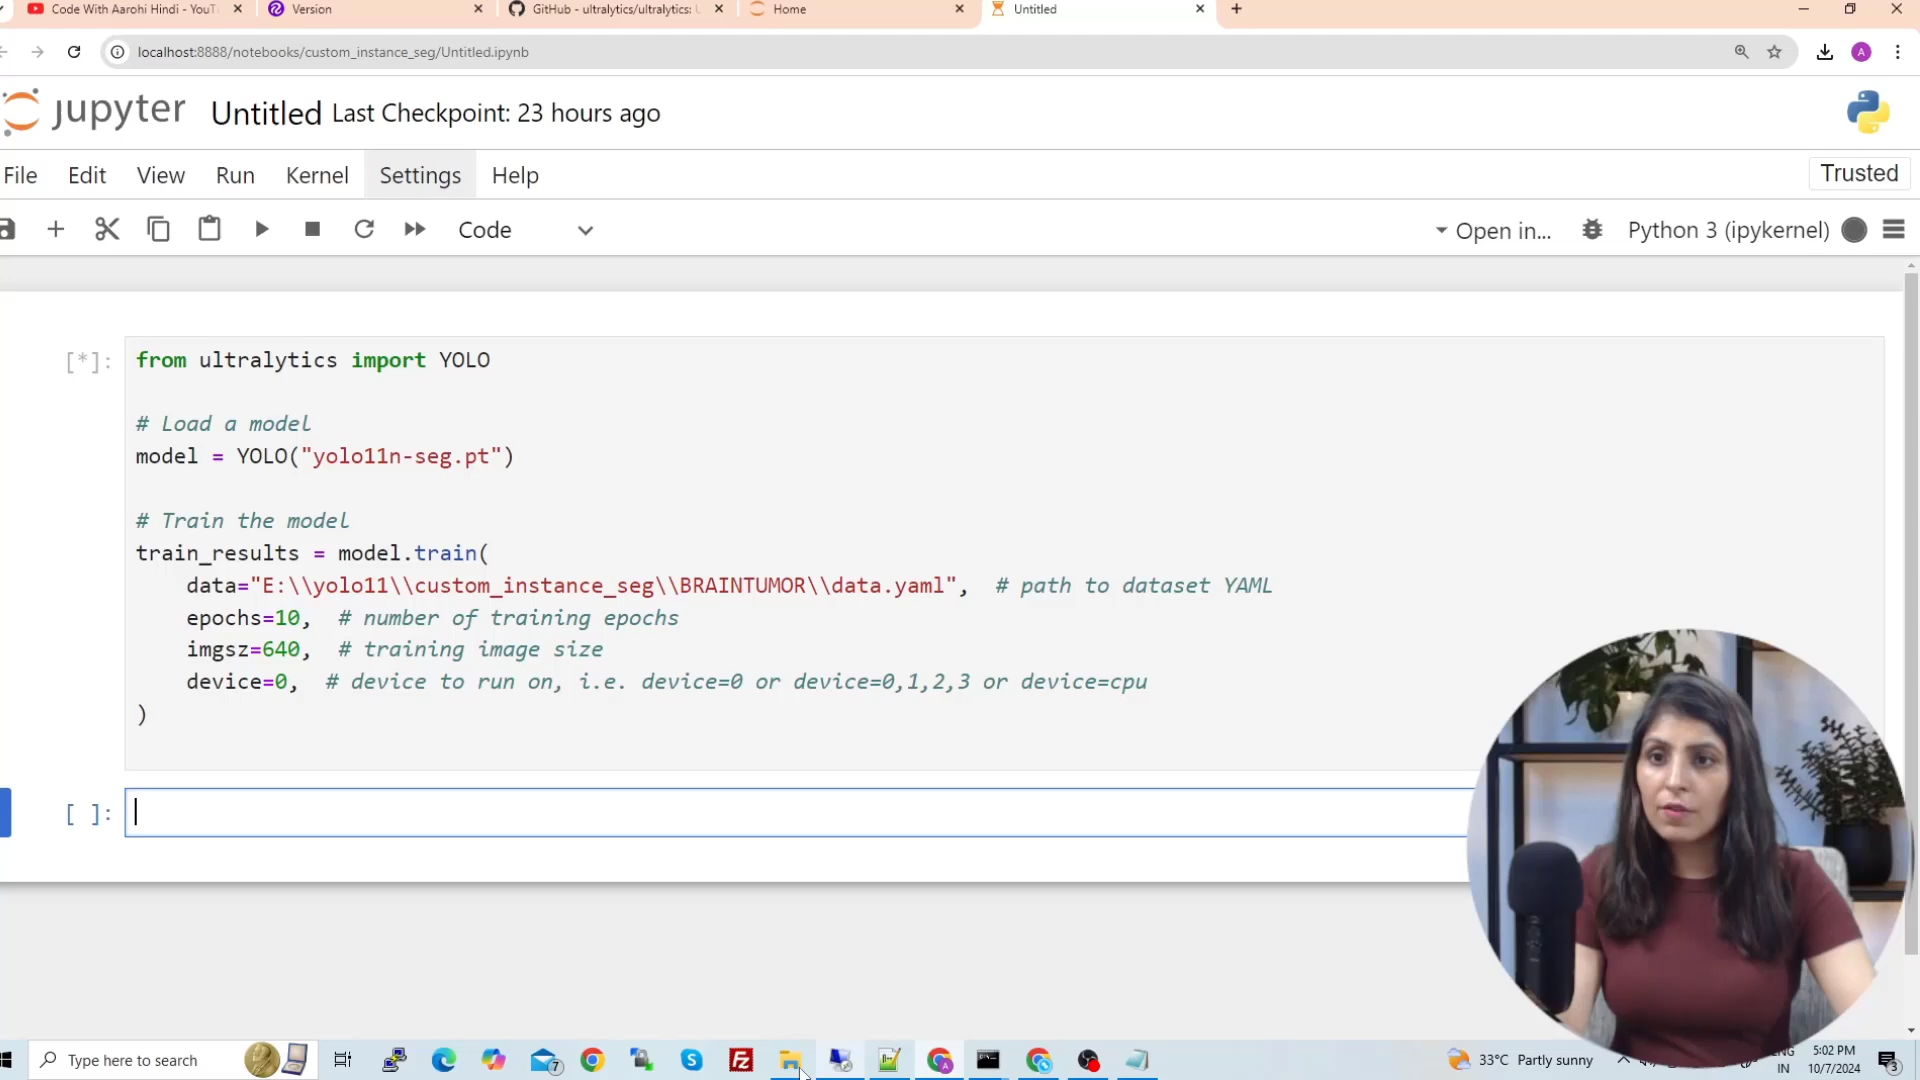 Code With Aarohi Hindi - YouT
Version
GitHub - ultralytics/ultralytics: U
Home
Untitled
localhost:8888/notebooks/custom_instance_seg/Untitled.ipynb
A
jupyter
Untitled Last Checkpoint: 23 hours ago
File Edit View Run Kernel Settings Help
Trusted
Code
Open in...
Python 3 (ipykernel)
[*]:
from ultralytics import YOLO
# Load a model
model = YOLO("yolo11n-seg.pt")
# Train the model
train_results = model.train(
data="E:\\yolo11\\custom_instance_seg\\BRAINTUMOR\\data.yaml",  # path to dataset YAML
epochs=10,  # number of training epochs
imgsz=640,  # training image size
device=0,  # device to run on, i.e. device=0 or device=0,1,2,3 or device=cpu
)
[ ]:
Type here to search
7
33°C Partly sunny
ENG
IN
5:02 PM
10/7/2024
3